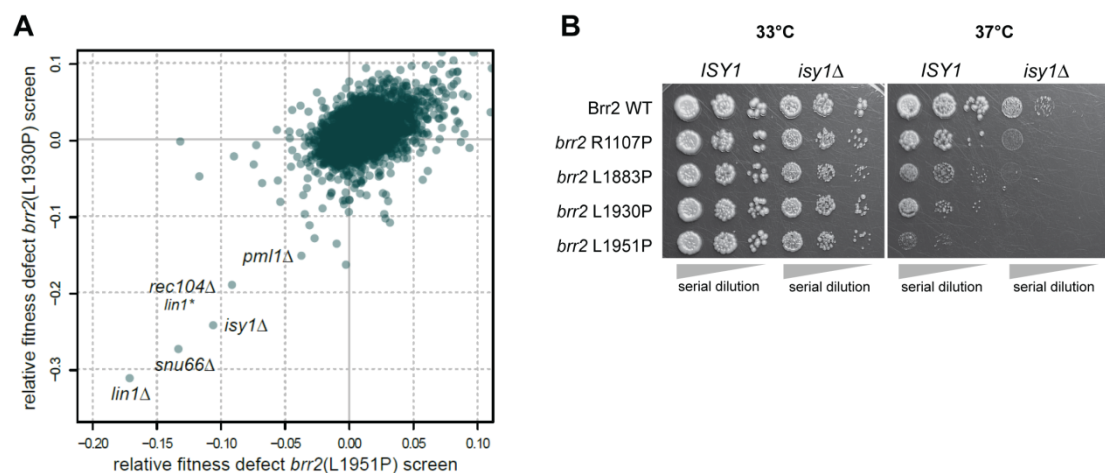 A
relative fitness defect brr2(L1930P) screen
0.1
0.0
−0.1
−0.2
−0.3
pml1Δ
rec104Δ
lin1*
isy1Δ
snu66Δ
lin1Δ
−0.20 −0.15 −0.10 −0.05 0.00 0.05 0.10
relative fitness defect brr2(L1951P) screen
B
33°C 37°C
ISY1 isy1Δ ISY1 isy1Δ
Brr2 WT
brr2 R1107P
brr2 L1883P
brr2 L1930P
brr2 L1951P
serial dilution serial dilution serial dilution serial dilution